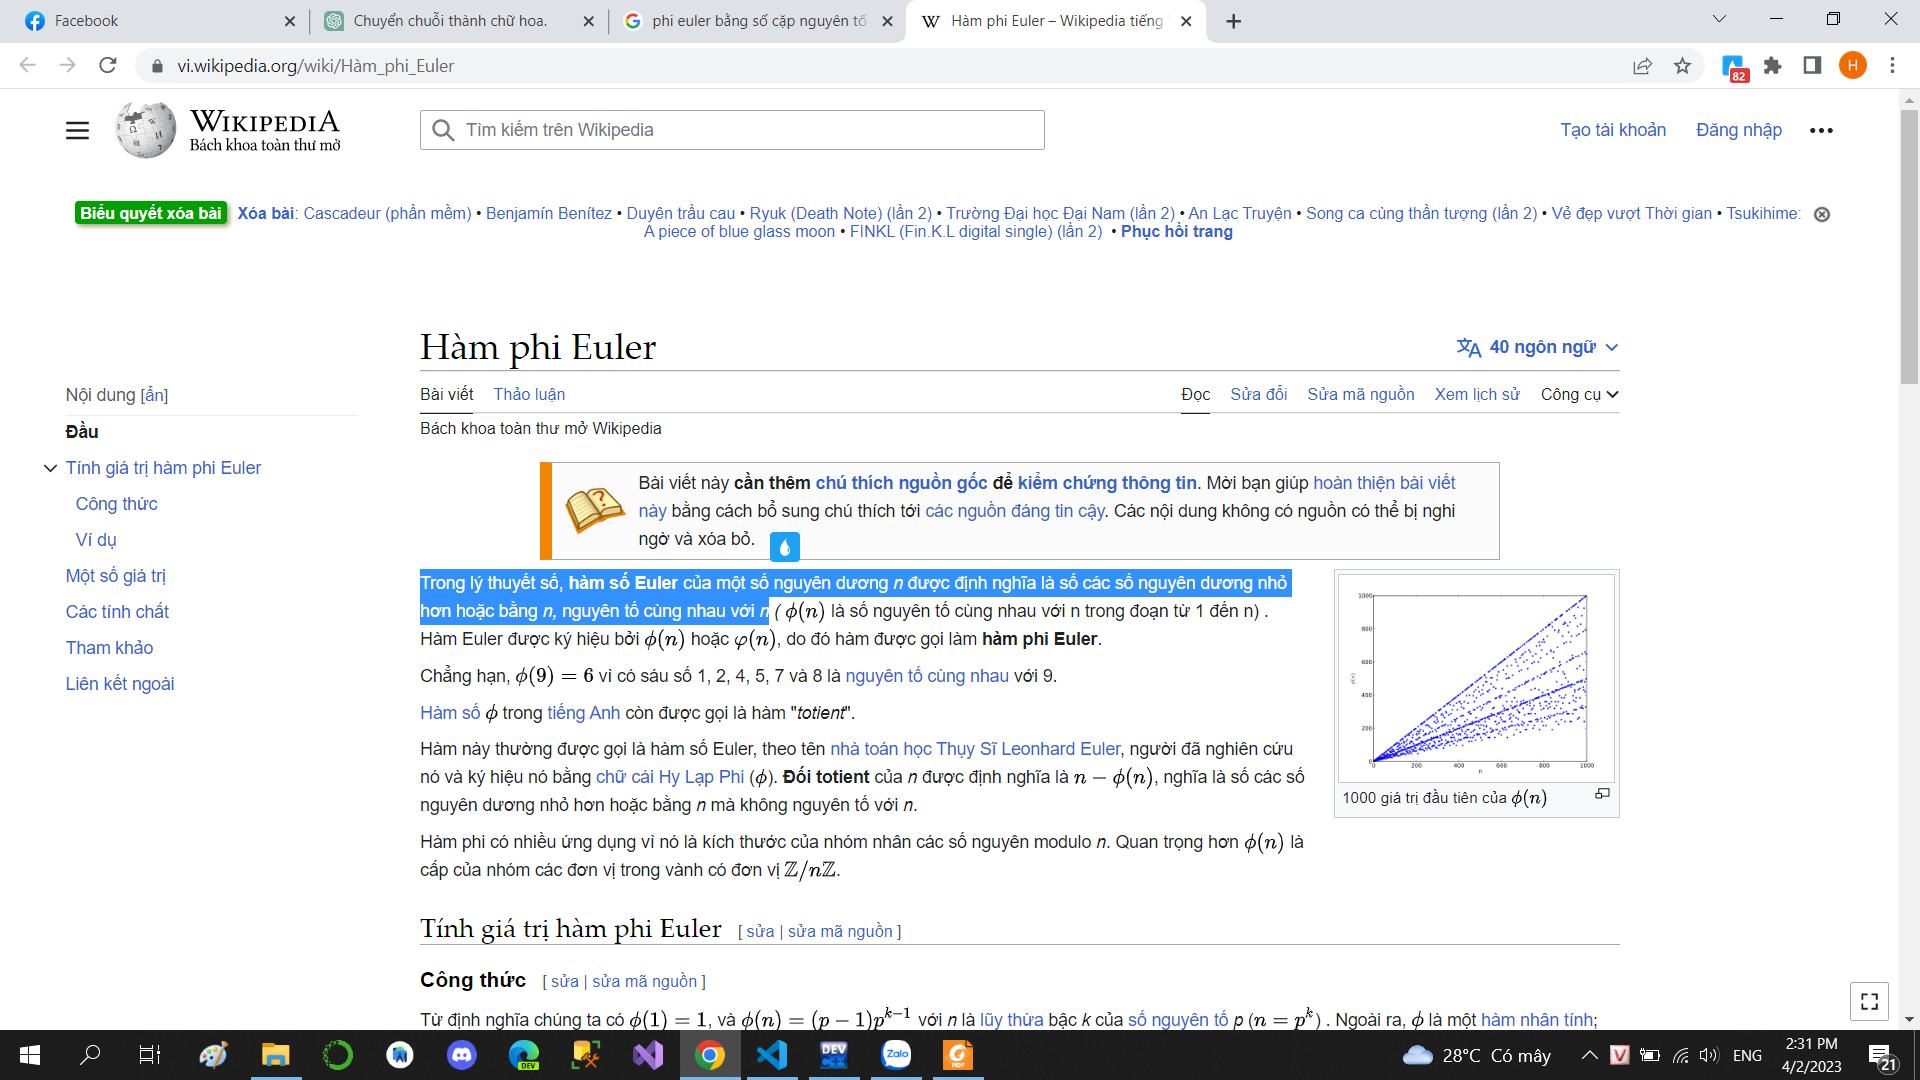 Facebook
Chuyển chuỗi thành chữ hoa.
phi euler bằng số cặp nguyên tố
Hàm phi Euler – Wikipedia tiếng
vi.wikipedia.org/wiki/Hàm_phi_Euler
82
H
WIKIPEDIA
Bách khoa toàn thư mở
Tìm kiếm trên Wikipedia
Tạo tài khoản
Đăng nhập
Biểu quyết xóa bài Xóa bài: Cascadeur (phần mềm) • Benjamín Benítez • Duyên trầu cau • Ryuk (Death Note) (lần 2) • Trường Đại học Đại Nam (lần 2) • An Lạc Truyện • Song ca cùng thần tượng (lần 2) • Vẻ đẹp vượt Thời gian • Tsukihime:
A piece of blue glass moon • FINKL (Fin.K.L digital single) (lần 2) • Phục hồi trang
Hàm phi Euler
40 ngôn ngữ
Nội dung [ẩn]
Đầu
Tính giá trị hàm phi Euler
Công thức
Ví dụ
Một số giá trị
Các tính chất
Tham khảo
Liên kết ngoài
Bài viết Thảo luận
Đọc Sửa đổi Sửa mã nguồn Xem lịch sử Công cụ
Bách khoa toàn thư mở Wikipedia
Bài viết này cần thêm chú thích nguồn gốc để kiểm chứng thông tin. Mời bạn giúp hoàn thiện bài viết
này bằng cách bổ sung chú thích tới các nguồn đáng tin cậy. Các nội dung không có nguồn có thể bị nghi
ngờ và xóa bỏ.
Trong lý thuyết số, hàm số Euler của một số nguyên dương n được định nghĩa là số các số nguyên dương nhỏ
hơn hoặc bằng n, nguyên tố cùng nhau với n ( ϕ(n) là số nguyên tố cùng nhau với n trong đoạn từ 1 đến n) .
Hàm Euler được ký hiệu bởi ϕ(n) hoặc φ(n), do đó hàm được gọi làm hàm phi Euler.
Chẳng hạn, ϕ(9) = 6 vì có sáu số 1, 2, 4, 5, 7 và 8 là nguyên tố cùng nhau với 9.
Hàm số ϕ trong tiếng Anh còn được gọi là hàm "totient".
Hàm này thường được gọi là hàm số Euler, theo tên nhà toán học Thụy Sĩ Leonhard Euler, người đã nghiên cứu
nó và ký hiệu nó bằng chữ cái Hy Lạp Phi (ϕ). Đối totient của n được định nghĩa là n − ϕ(n), nghĩa là số các số
nguyên dương nhỏ hơn hoặc bằng n mà không nguyên tố với n.
Hàm phi có nhiều ứng dụng vì nó là kích thước của nhóm nhân các số nguyên modulo n. Quan trọng hơn ϕ(n) là
cấp của nhóm các đơn vị trong vành có đơn vị ℤ/nℤ.
1000
800
600
400
200
0
0 200 400 600 800 1000
n
1000 giá trị đầu tiên của ϕ(n)
Tính giá trị hàm phi Euler [ sửa | sửa mã nguồn ]
Công thức [ sửa | sửa mã nguồn ]
Từ định nghĩa chúng ta có ϕ(1) = 1, và ϕ(n) = (p − 1)p^{k−1} với n là lũy thừa bậc k của số nguyên tố p (n = p^k) . Ngoài ra, ϕ là một hàm nhân tính;
DEV
DEV
Zalo
PDF
28°C Có mây
V
ENG
2:31 PM
4/2/2023
21